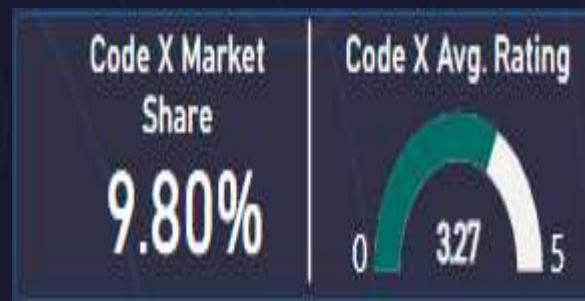 Code X Market
Share
9.80%
Code X Avg. Rating
0
3.27
5